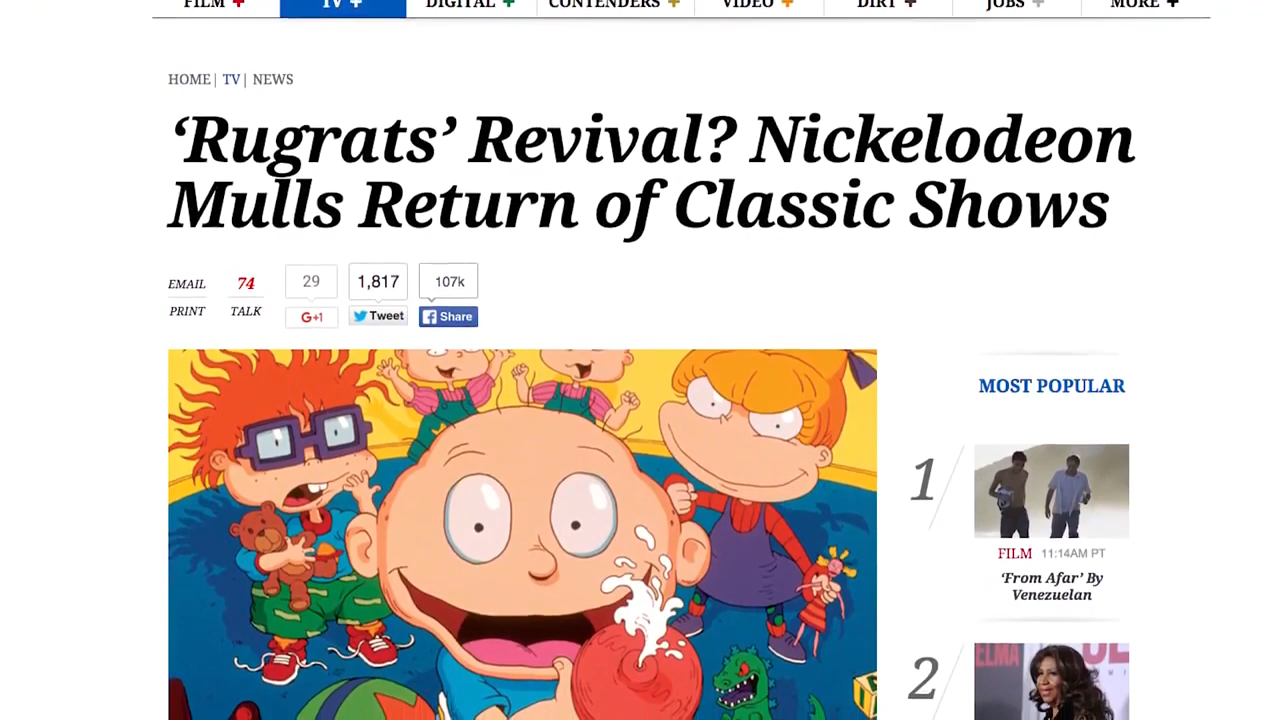 FILM + TV + DIGITAL + CONTENDERS + VIDEO + DIRT + JOBS + MORE +
HOME| TV| NEWS
‘Rugrats’ Revival? Nickelodeon
Mulls Return of Classic Shows
EMAIL 74 29 1,817 107k
PRINT TALK G+1 Tweet Share
MOST POPULAR
1
FILM 11:14AM PT
‘From Afar’ By
Venezuelan
2
ELMA